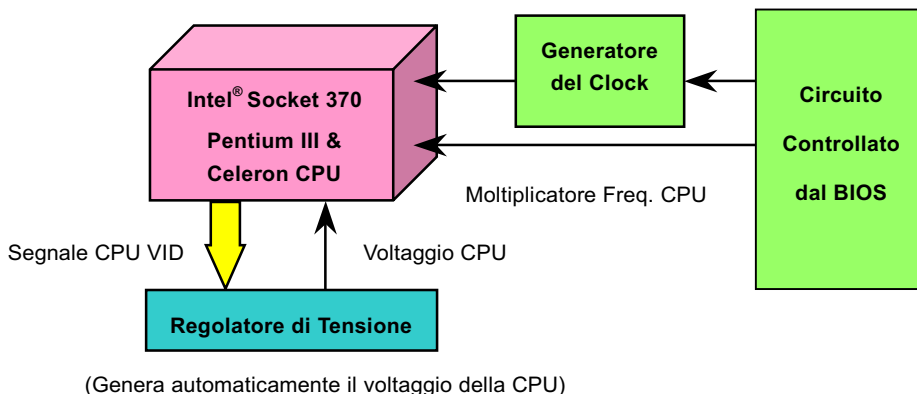 Generatore
del Clock
Intel® Socket 370
Pentium III &
Celeron CPU
Circuito
Controllato
dal BIOS
Moltiplicatore Freq. CPU
Segnale CPU VID
Voltaggio CPU
Regolatore di Tensione
(Genera automaticamente il voltaggio della CPU)